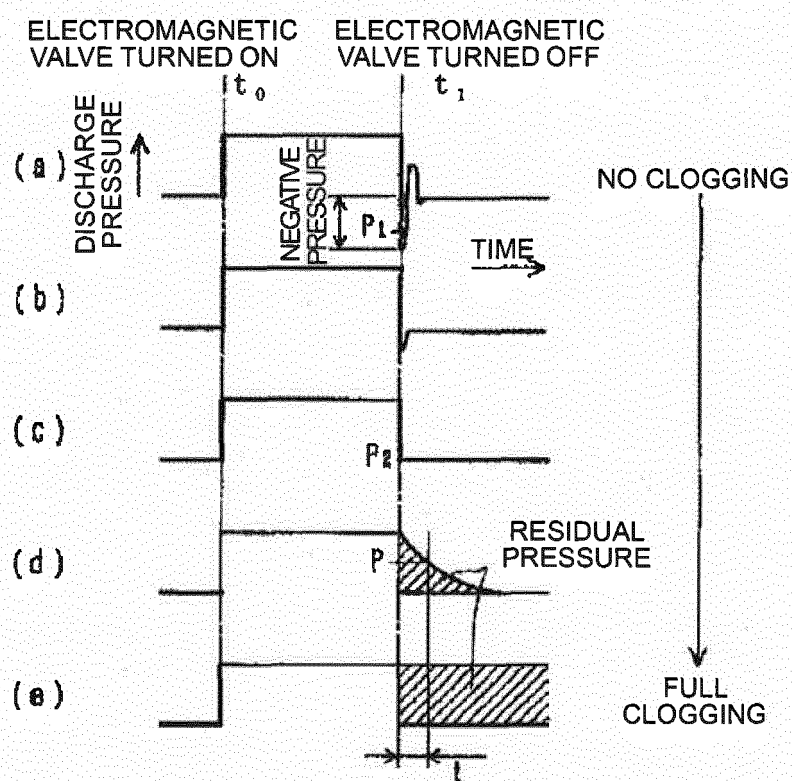 ELECTROMAGNETIC
VALVE TURNED ON
t₀
ELECTROMAGNETIC
VALVE TURNED OFF
t₁
(a)
DISCHARGE
PRESSURE
NEGATIVE
PRESSURE
P₁
TIME
NO CLOGGING
(b)
(c)
P₂
(d)
P
RESIDUAL
PRESSURE
(e)
FULL
CLOGGING
t